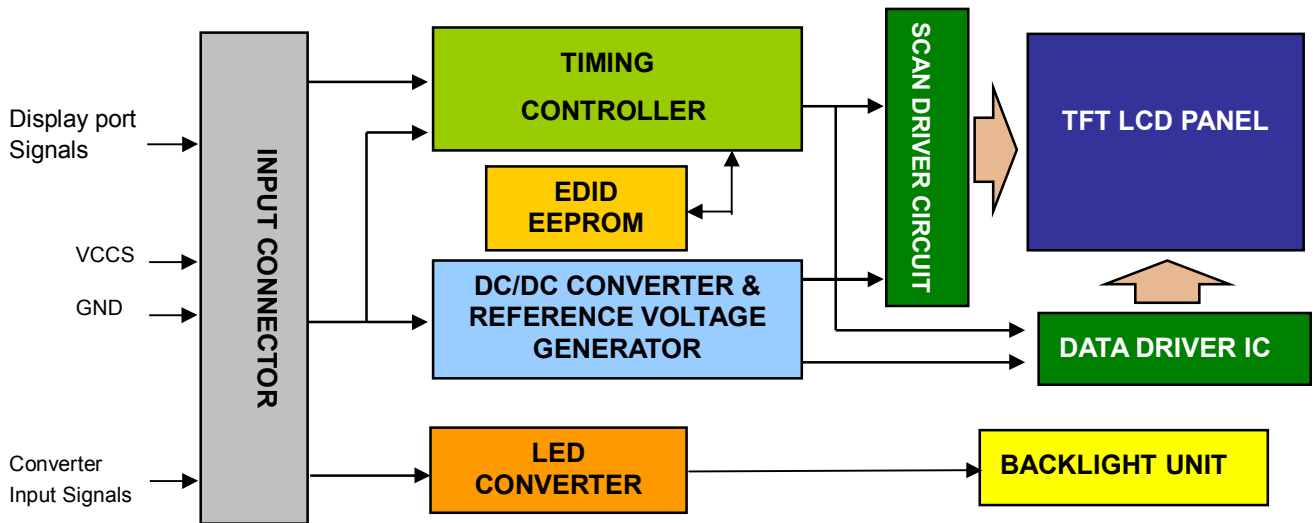 Display port
Signals
VCCS
GND
Converter
Input Signals
INPUT CONNECTOR
TIMING
CONTROLLER
EDID
EEPROM
DC/DC CONVERTER &
REFERENCE VOLTAGE
GENERATOR
LED
CONVERTER
SCAN DRIVER CIRCUIT
TFT LCD PANEL
DATA DRIVER IC
BACKLIGHT UNIT